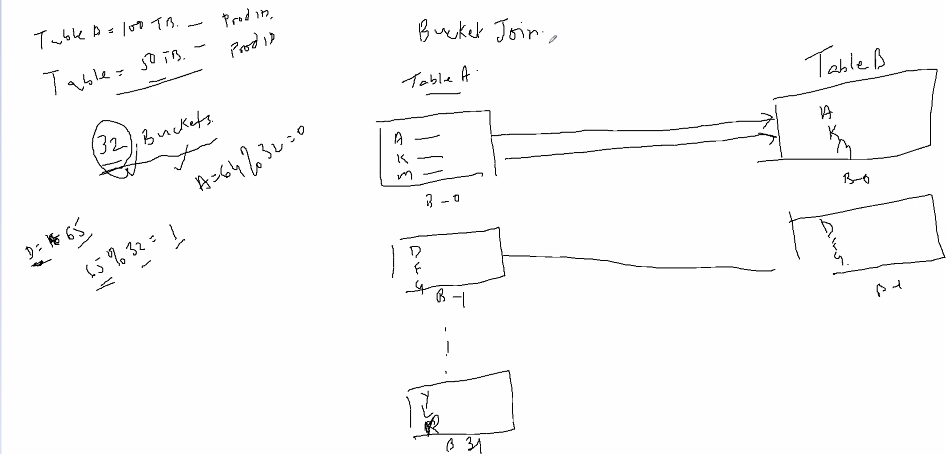 Table A = 100 TB. - Prod ID.
Table = 50 TB. - Prod ID
32 Buckets.
A=64%32=0
D= 65
65%32= 1
Bucket Join.
Table A.
A
K
M
B-0
D
F
G
B-1
Y
L
R
B 31
Table B
A
K
M
B-0
D
F
G.
B-1